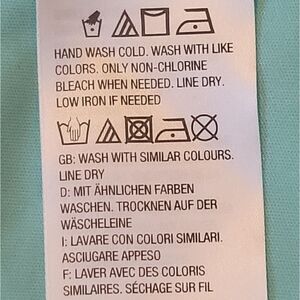 HAND WASH COLD. WASH WITH LIKE
COLORS. ONLY NON-CHLORINE
BLEACH WHEN NEEDED. LINE DRY.
LOW IRON IF NEEDED
GB: WASH WITH SIMILAR COLOURS.
LINE DRY
D: MIT ÄHNLICHEN FARBEN
WASCHEN. TROCKNEN AUF DER
WÄSCHELEINE
I: LAVARE CON COLORI SIMILARI.
ASCIUGARE APPESO
F: LAVER AVEC DES COLORIS
SIMILAIRES. SÉCHAGE SUR FIL